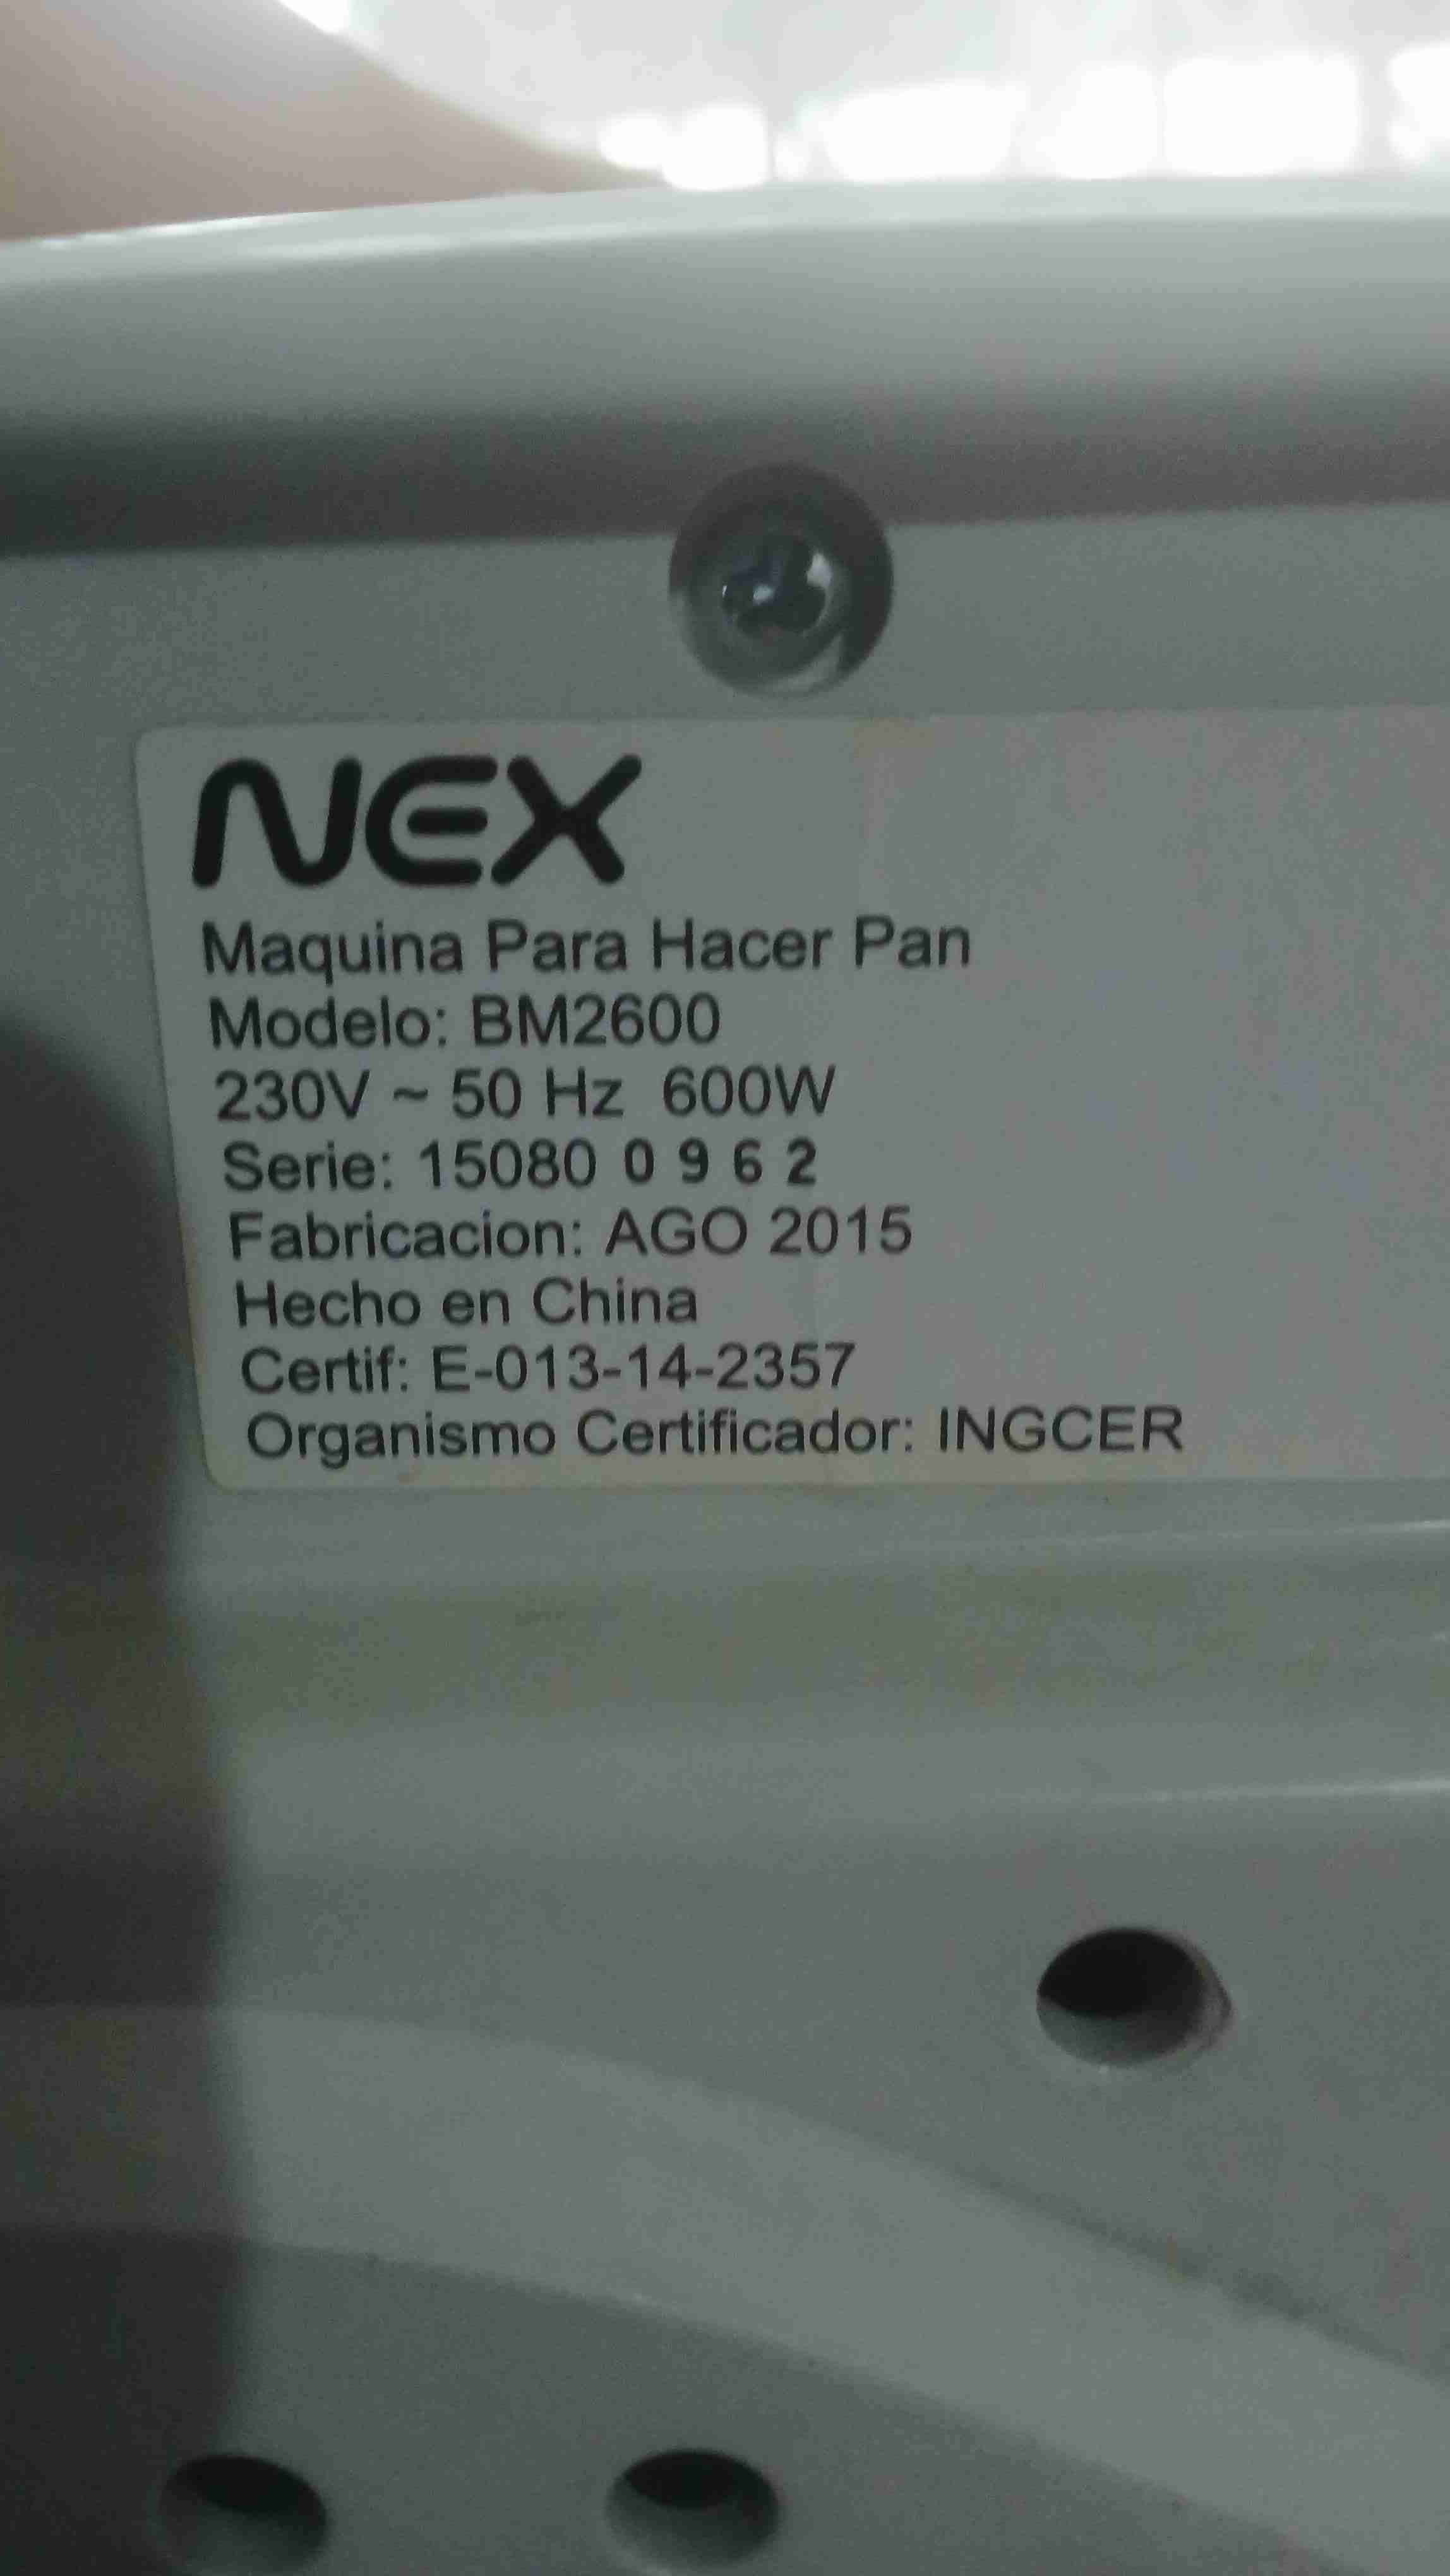 NEX
Maquina Para Hacer Pan
Modelo: BM2600
230V ~ 50 Hz 600W
Serie: 15080 0 9 6 2
Fabricacion: AGO 2015
Hecho en China
Certif: E-013-14-2357
Organismo Certificador: INGCER